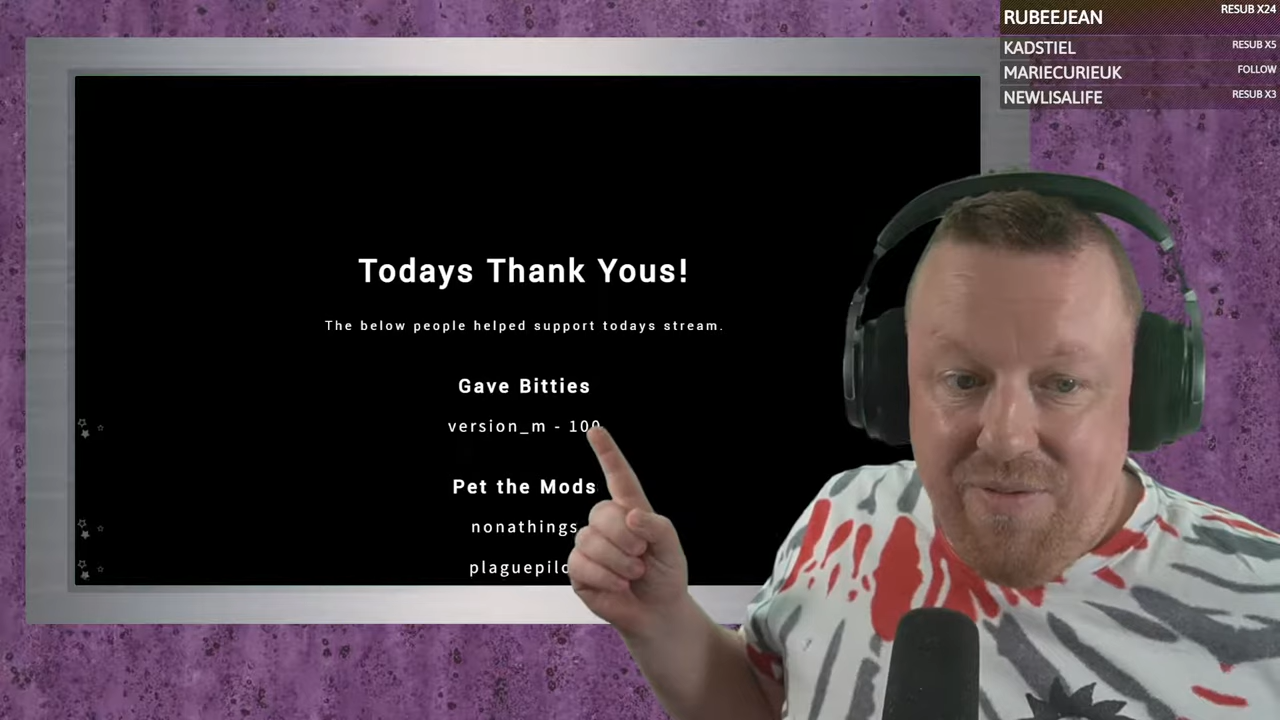 RUBEEJEAN RESUB X24
KADSTIEL RESUB X5
MARIECURIEUK FOLLOW
NEWLISALIFE RESUB X3
Todays Thank Yous!
The below people helped support todays stream.
Gave Bitties
version_m - 100
Pet the Mods
nonathings